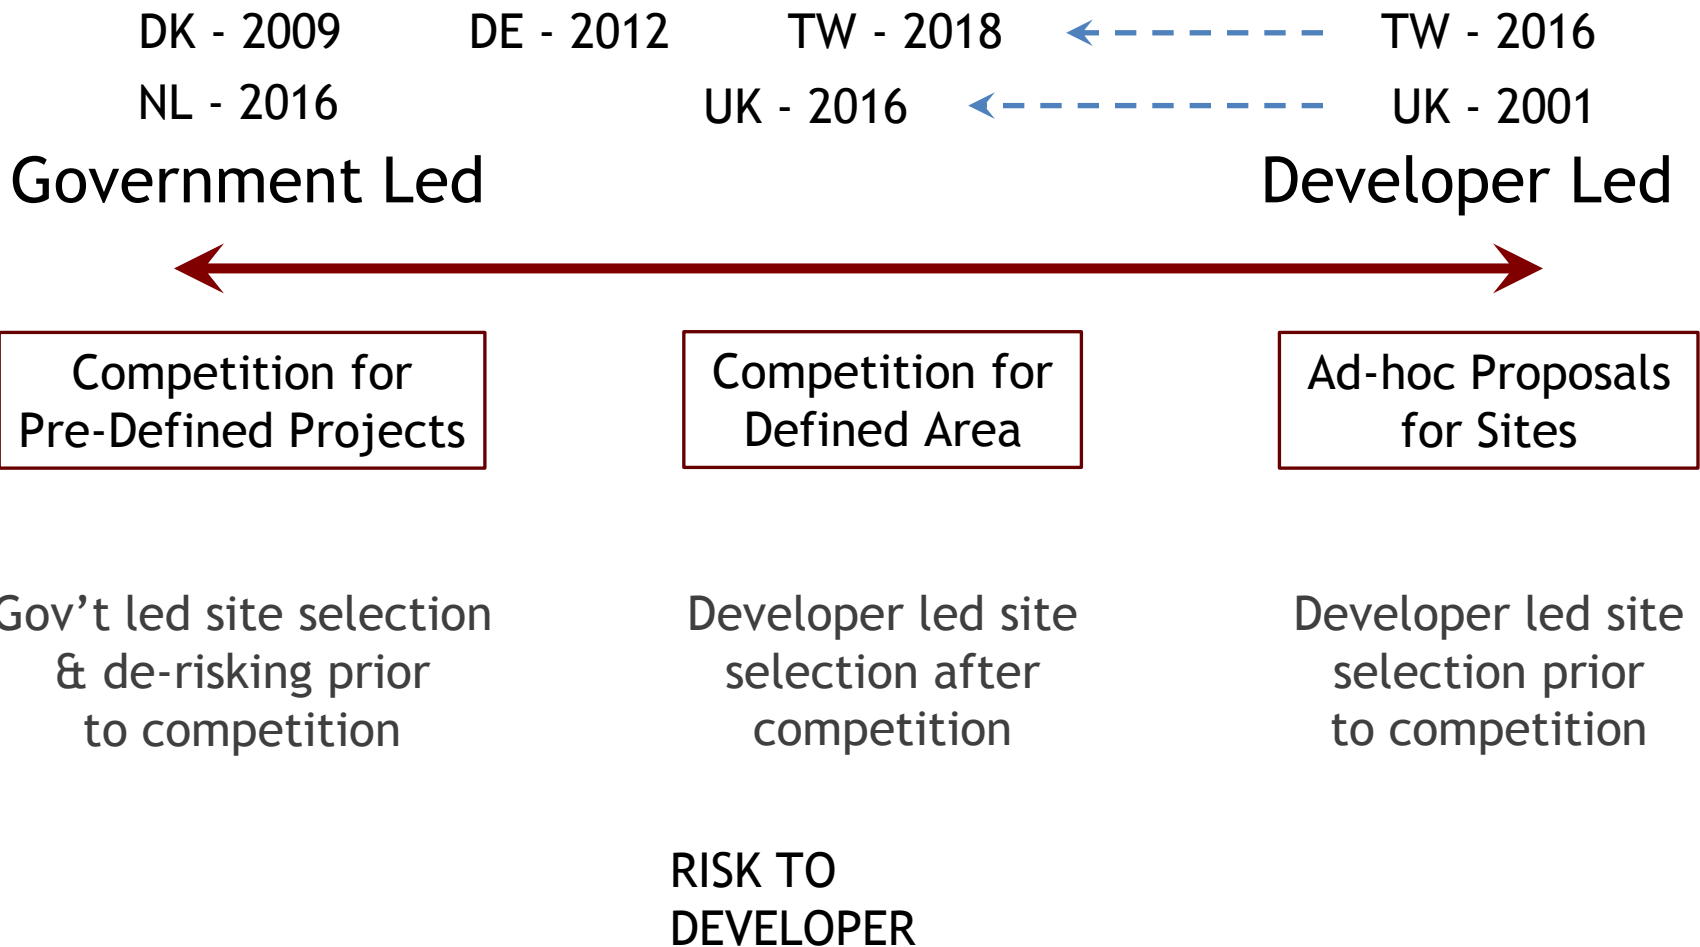 DK - 2009 DE - 2012 TW - 2018 TW - 2016
NL - 2016 UK - 2016 UK - 2001
Government Led Developer Led
Competition for
Pre-Defined Projects
Competition for
Defined Area
Ad-hoc Proposals
for Sites
Gov’t led site selection
& de-risking prior
to competition
Developer led site
selection after
competition
Developer led site
selection prior
to competition
RISK TO
DEVELOPER